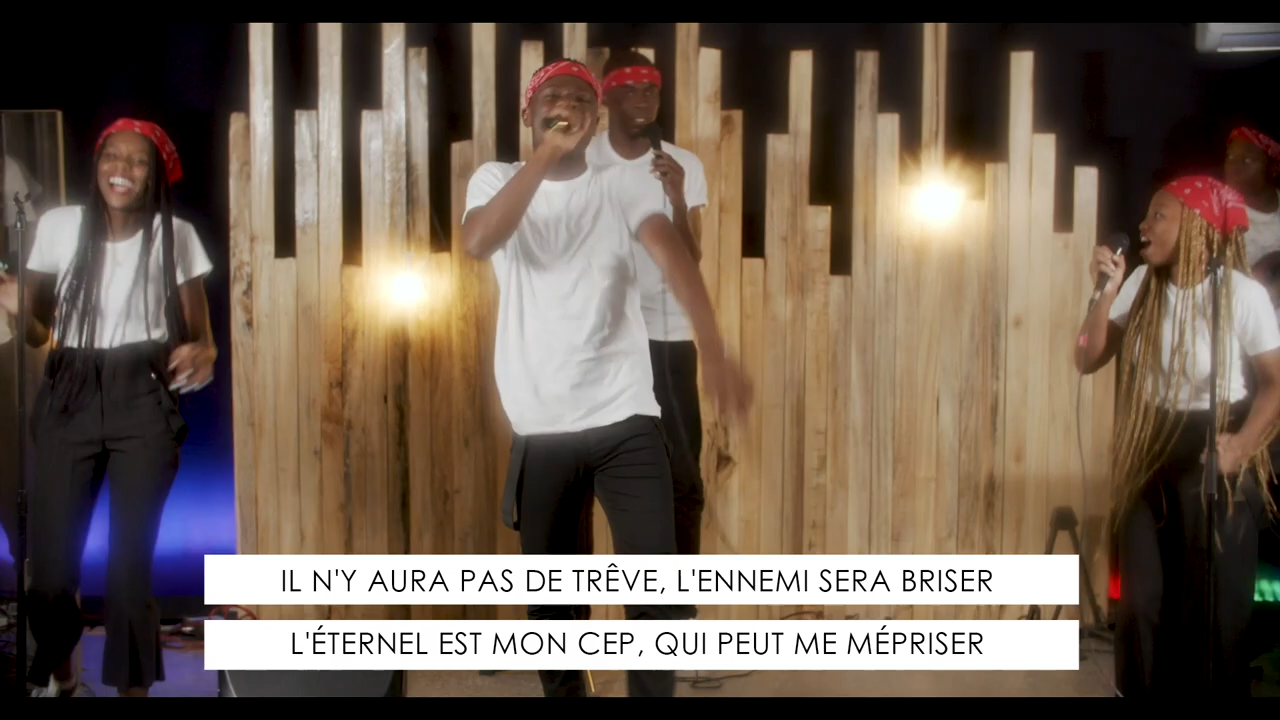 IL N'Y AURA PAS DE TRÊVE, L'ENNEMI SERA BRISER
L'ÉTERNEL EST MON CEP, QUI PEUT ME MÉPRISER